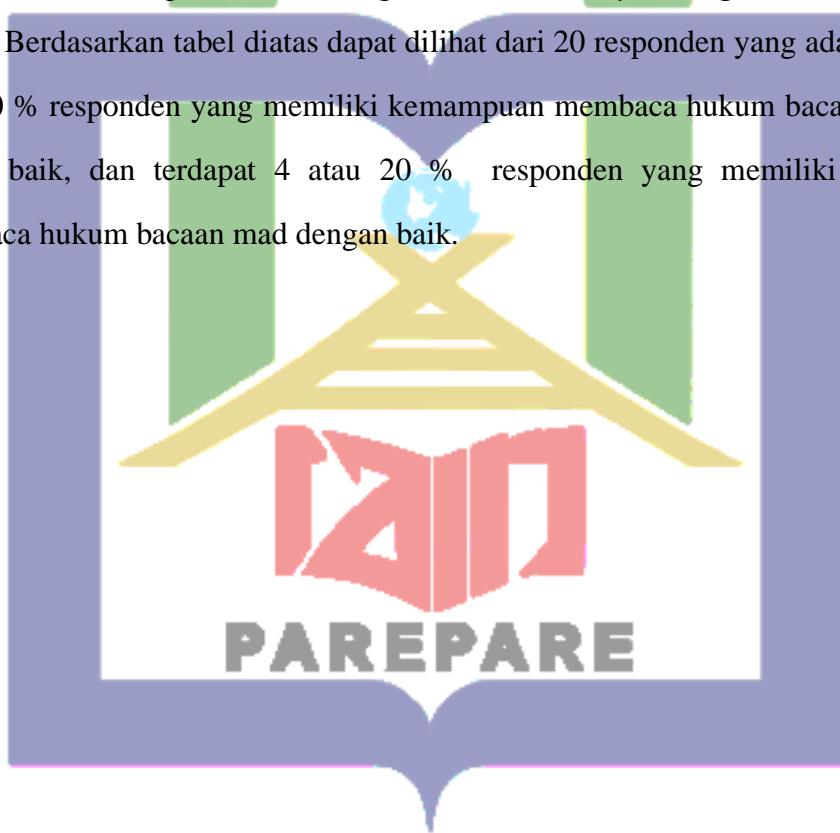 Berdasarkan tabel diatas dapat dilihat dari 20 responden yang ada
% responden yang memiliki kemampuan membaca hukum baca
baik, dan terdapat 4 atau 20 % responden yang memiliki
aca hukum bacaan mad dengan baik.
PAREPARE